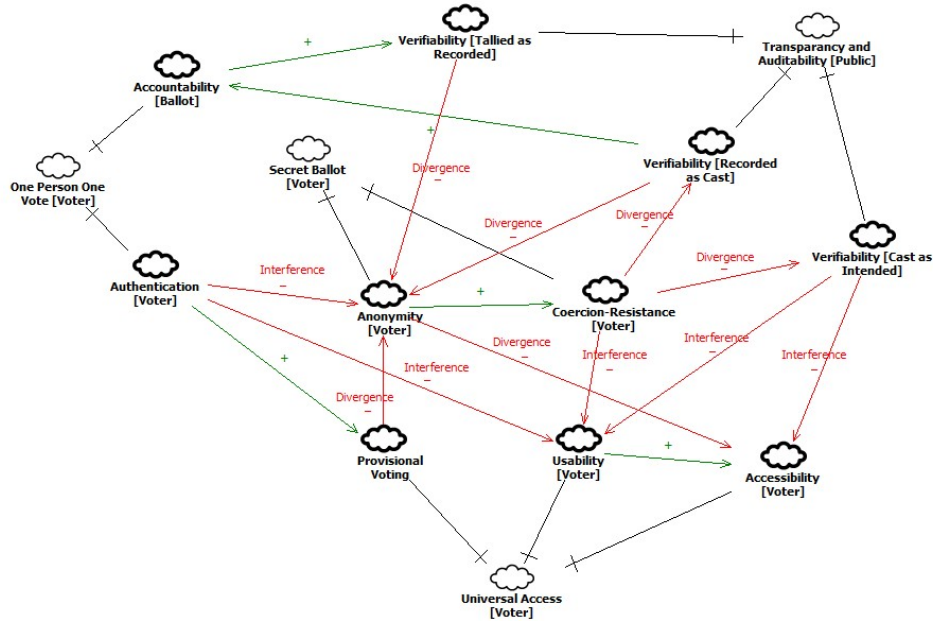 Verifiability [Tallied as
Recorded]
Transparancy and
Auditability [Public]
+
Accountability
[Ballot]
+
Secret Ballot
[Voter]
Divergence
−
Verifiability [Recorded
as Cast]
One Person One
Vote [Voter]
Divergence
−
Divergence
−
Verifiability [Cast as
Intended]
Divergence
−
Authentication
[Voter]
Interference
−
Anonymity
[Voter]
+
Coercion-Resistance
[Voter]
+
Interference
−
Divergence
−
Interference
−
Interference
−
Interference
−
Divergence
−
Provisional
Voting
Usability
[Voter]
+
Accessibility
[Voter]
Universal Access
[Voter]